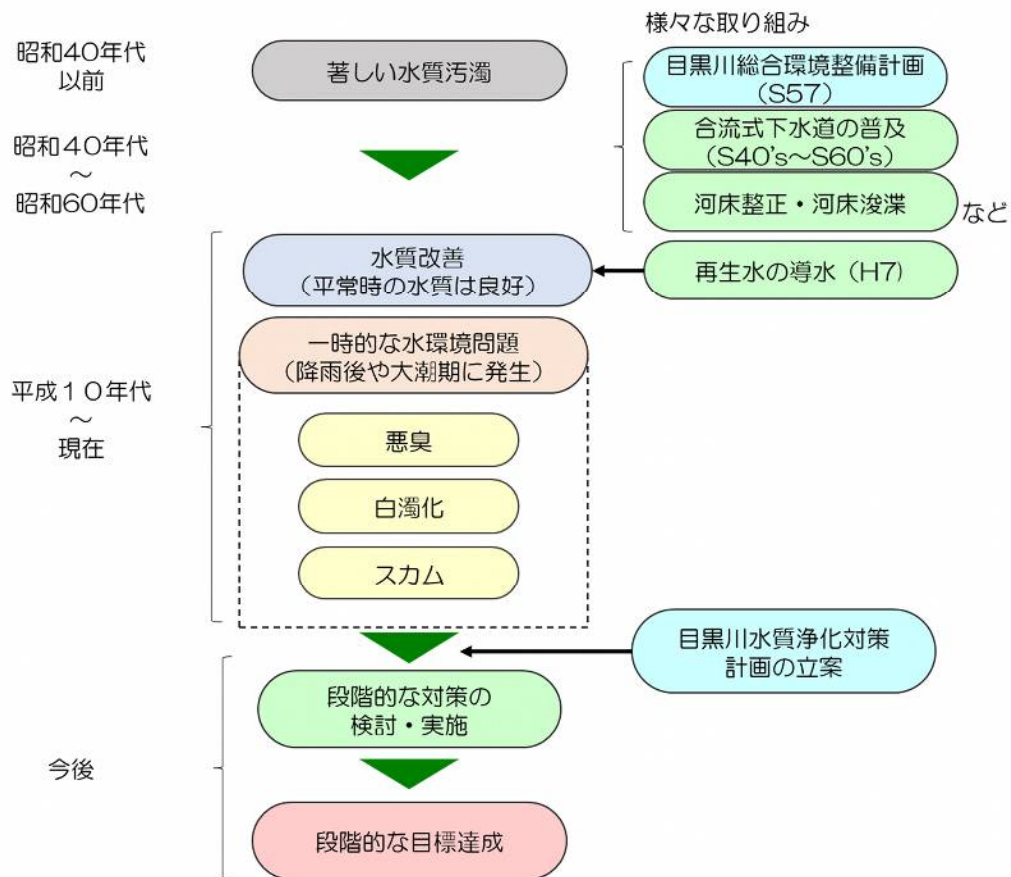 様々な取り組み
昭和40年代
以前
著しい水質汚濁
目黒川総合環境整備計画
(S57)
昭和４０年代
～
昭和60年代
合流式下水道の普及
(S40's～S60's)
河床整正・河床浚渫
など
水質改善
（平常時の水質は良好）
再生水の導水（H7)
平成１０年代
～
現在
一時的な水環境問題
（降雨後や大潮期に発生）
悪臭
白濁化
スカム
目黒川水質浄化対策
計画の立案
今後
段階的な対策の
検討・実施
段階的な目標達成